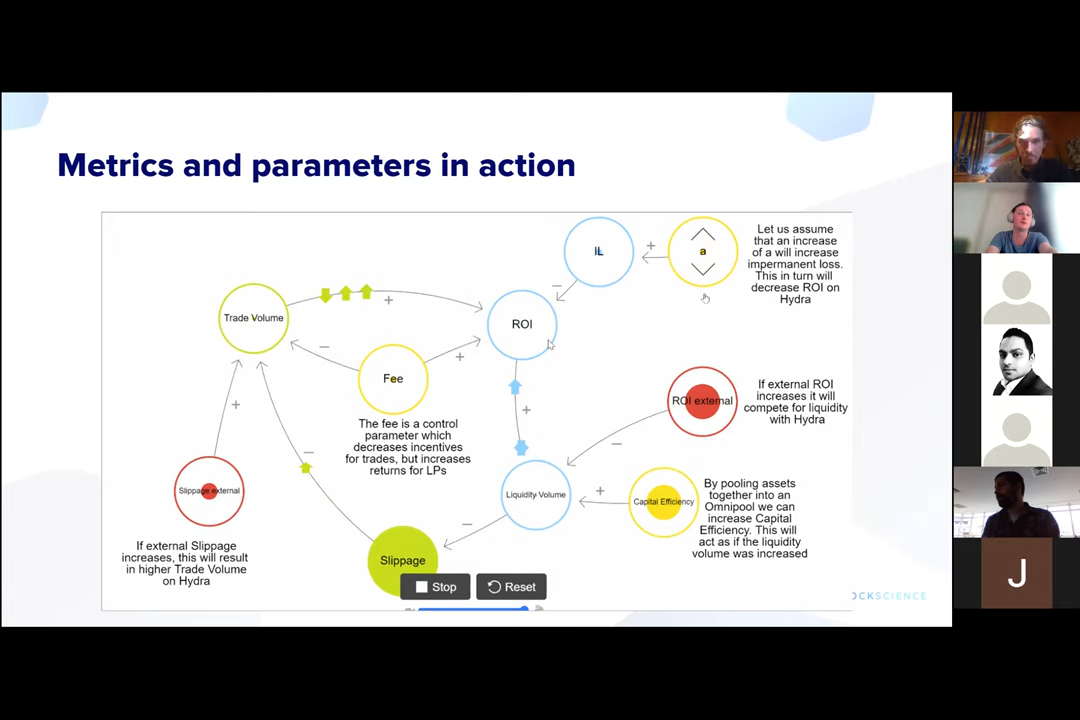 Metrics and parameters in action
IL
+
a
Let us assume
that an increase
of a will increase
impermanent loss.
This in turn will
decrease ROI on
Hydra
−
Trade Volume
+
ROI
−
Fee
+
The fee is a control
parameter which
decreases incentives
for trades, but increases
returns for LPs
ROI external
If external ROI
increases it will
compete for liquidity
with Hydra
+
−
+
−
Slippage external
If external Slippage
increases, this will result
in higher Trade Volume
on Hydra
Liquidity Volume
+
Capital Efficiency
By pooling assets
together into an
Omnipool we can
increase Capital
Efficiency. This will
act as if the liquidity
volume was increased
−
Slippage
Stop
Reset
OCKSCIENCE
J